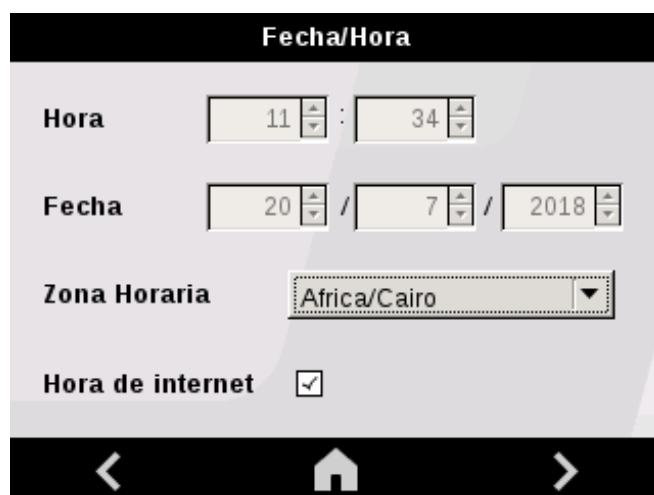 Fecha/Hora
Hora 11 : 34
Fecha 20 / 7 / 2018
Zona Horaria Africa/Cairo
Hora de internet